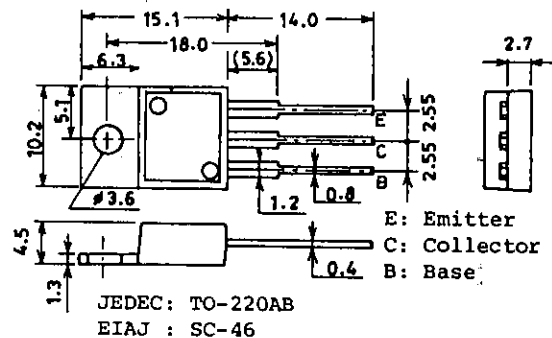 15.1
14.0
18.0
(5.6)
6.3
2.7
5.1
10.2
2.55
2.55
E
C
B
ø3.6
1.2
0.8
E: Emitter
C: Collector
B: Base
4.5
1.3
0.4
JEDEC: TO-220AB
EIAJ : SC-46